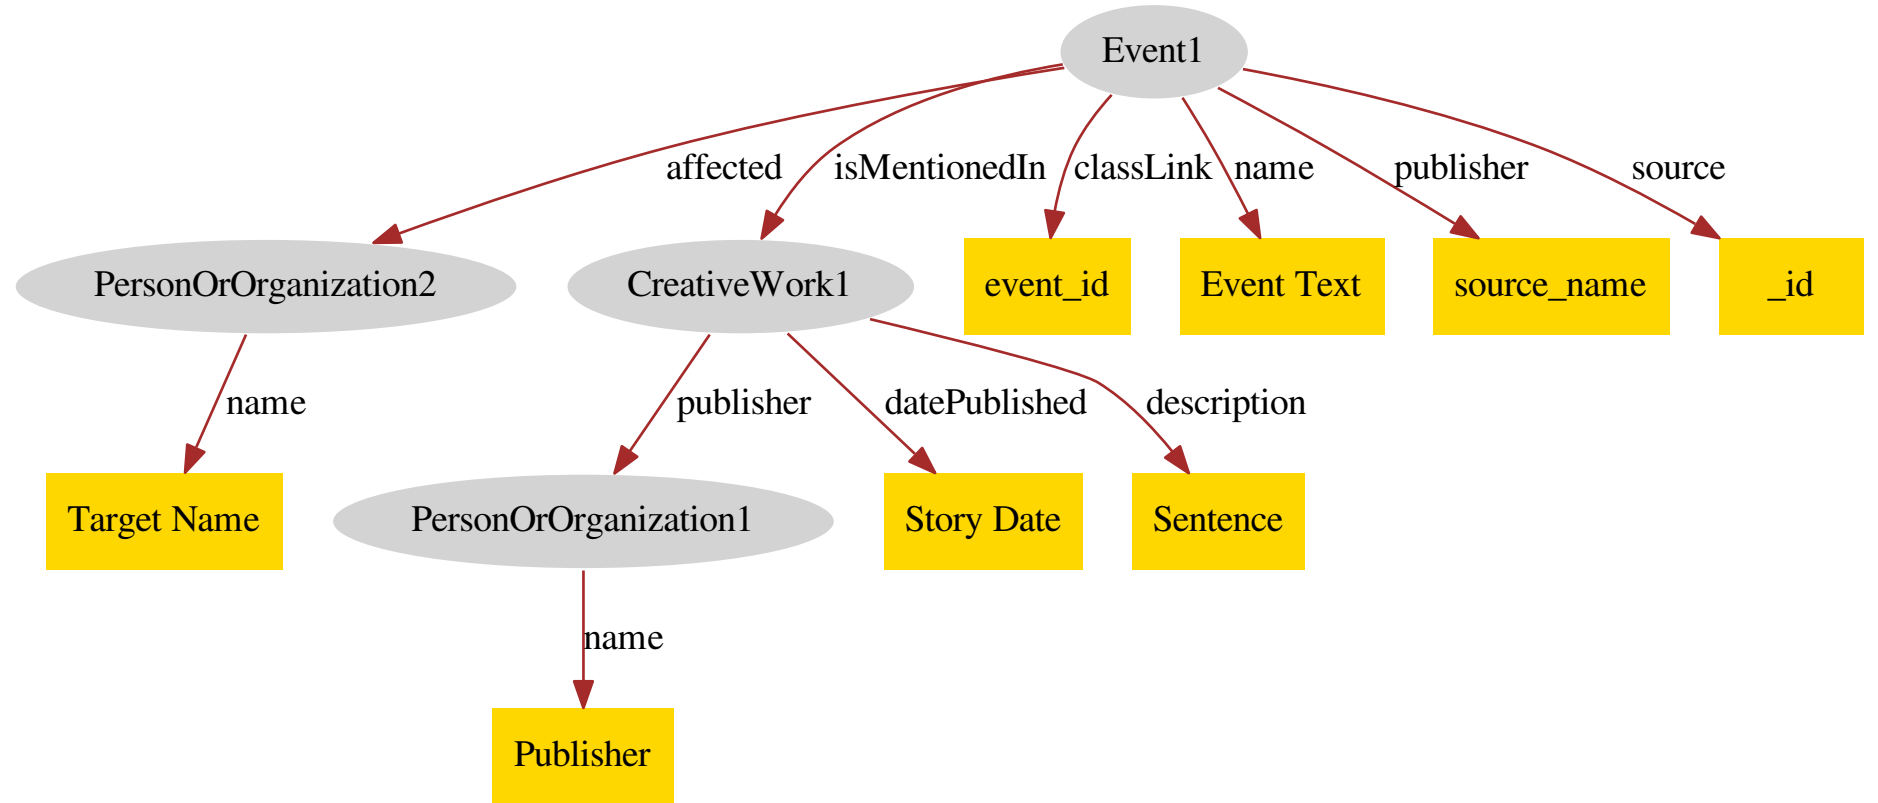 Event1
affected
isMentionedIn
classLink
name
publisher
source
PersonOrOrganization2
CreativeWork1
event_id
Event Text
source_name
_id
name
publisher
datePublished
description
Target Name
PersonOrOrganization1
Story Date
Sentence
name
Publisher